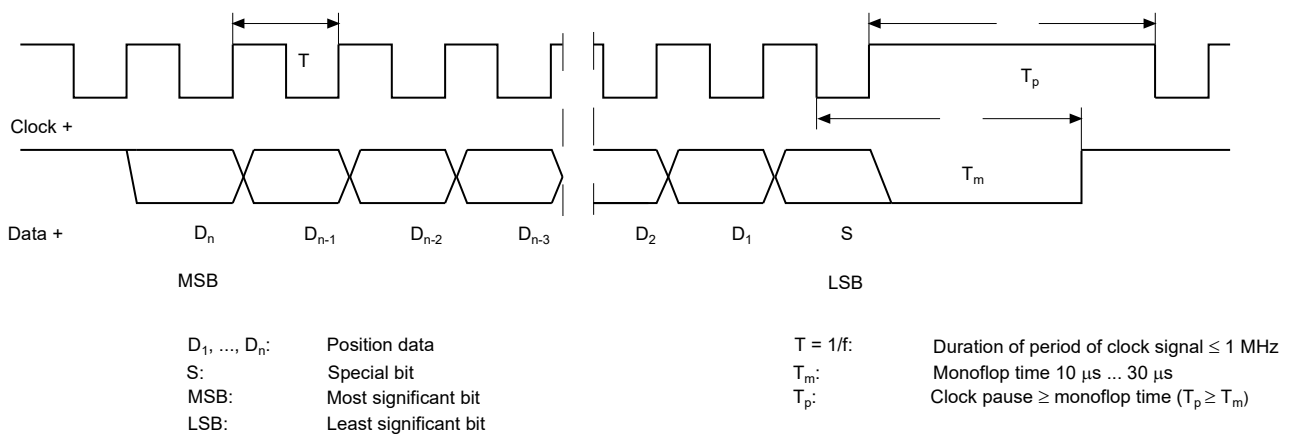 T
T_p
Clock +
T_m
Data +
D_n D_n-1 D_n-2 D_n-3 D_2 D_1 S
MSB LSB
D_1, ..., D_n: Position data
S: Special bit
MSB: Most significant bit
LSB: Least significant bit
T = 1/f: Duration of period of clock signal ≤ 1 MHz
T_m: Monoflop time 10 μs ... 30 μs
T_p: Clock pause ≥ monoflop time (T_p ≥ T_m)